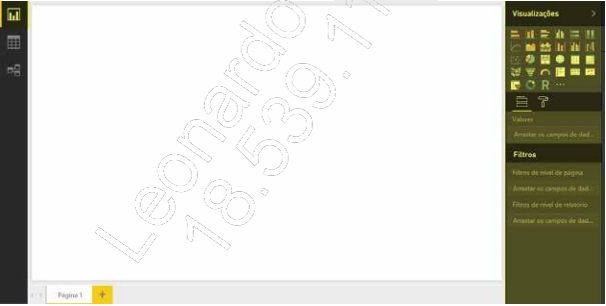 Visualizações
Valores
Arrastar os campos de dad...
Filtros
Filtros de nível de página
Arrastar os campos de dad...
Filtros de nível de relatório
Arrastar os campos de dad...
Página 1
Leonardo
18.539.1